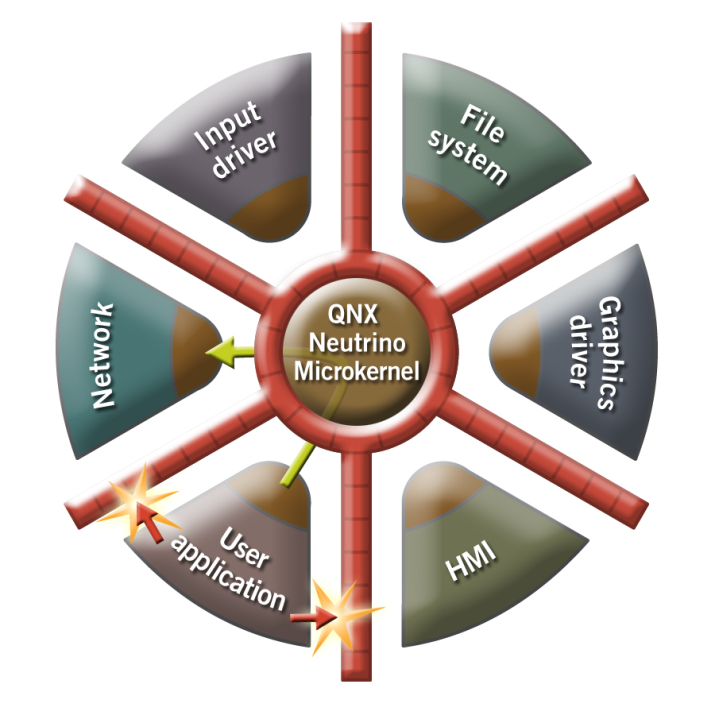 Input
driver
File
system
QNX
Neutrino
Microkernel
Network
Graphics
driver
User
application
HMI